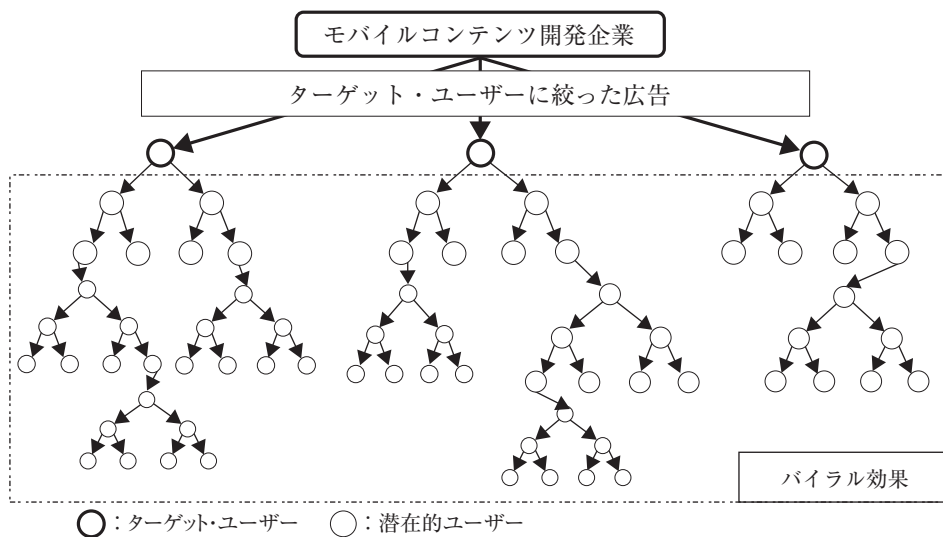 モバイルコンテンツ開発企業
ターゲット・ユーザーに絞った広告
バイラル効果
：ターゲット・ユーザー ：潜在的ユーザー